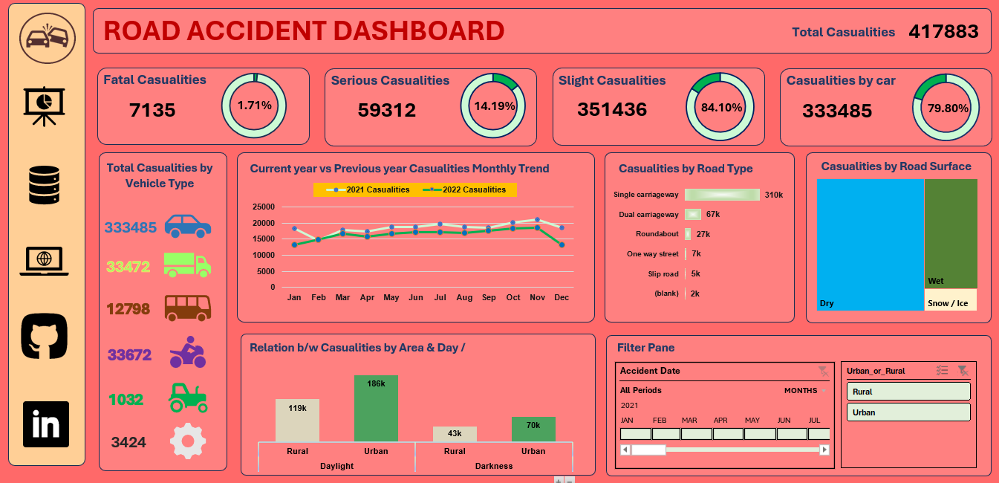 ROAD ACCIDENT DASHBOARD
Total Casualities 417883
Fatal Casualities
7135
1.71%
Serious Casualities
59312
14.19%
Slight Casualities
351436
84.10%
Casualities by car
333485
79.80%
Total Casualities by
Vehicle Type
333485
33472
12798
33672
1032
3424
in
Current year vs Previous year Casualities Monthly Trend
2021 Casualities 2022 Casualities
25000
20000
15000
10000
5000
0
Jan Feb Mar Apr May Jun Jul Aug Sep Oct Nov Dec
Casualities by Road Type
Single carriageway 310k
Dual carriageway 67k
Roundabout 27k
One way street 7k
Slip road 5k
(blank) 2k
Casualities by Road Surface
Dry
Wet
Snow / Ice
Relation b/w Casualities by Area & Day /
119k
186k
43k
70k
Rural Urban Rural Urban
Daylight Darkness
Filter Pane
Accident Date
All Periods MONTHS
2021
JAN FEB MAR APR MAY JUN JUL
Urban_or_Rural
Rural
Urban